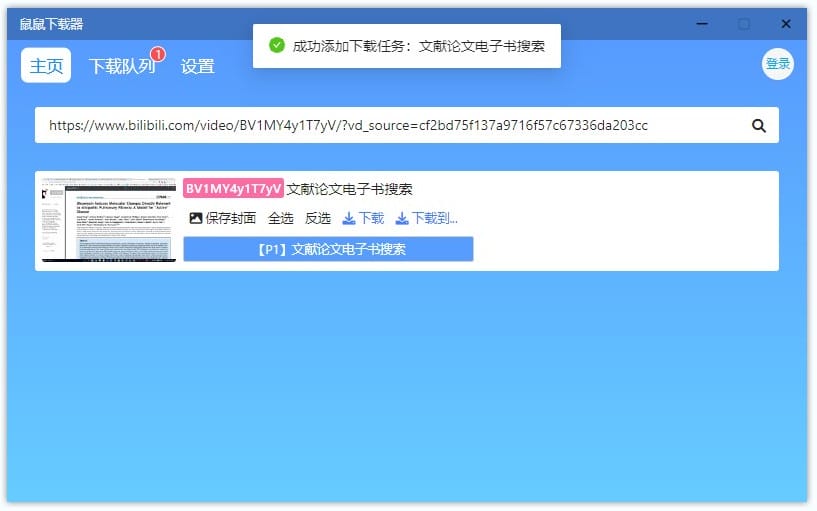 鼠鼠下载器
成功添加下载任务：文献论文电子书搜索
主页 下载队列 1 设置 登录
https://www.bilibili.com/video/BV1MY4y1T7yV/?vd_source=cf2bd75f137a9716f57c67336da203cc
BV1MY4y1T7yV 文献论文电子书搜索
保存封面 全选 反选 下载 下载到...
【P1】文献论文电子书搜索